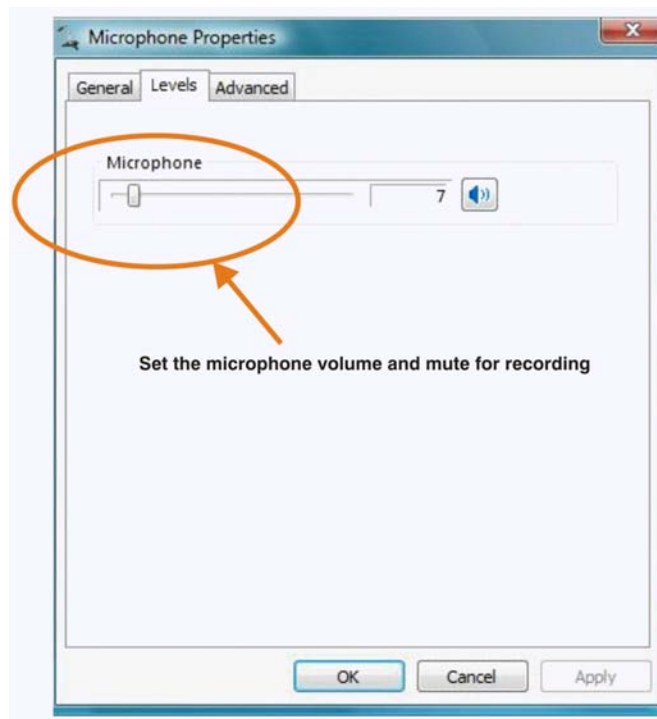 Microphone Properties
General Levels Advanced
Microphone
7
Set the microphone volume and mute for recording
OK Cancel Apply